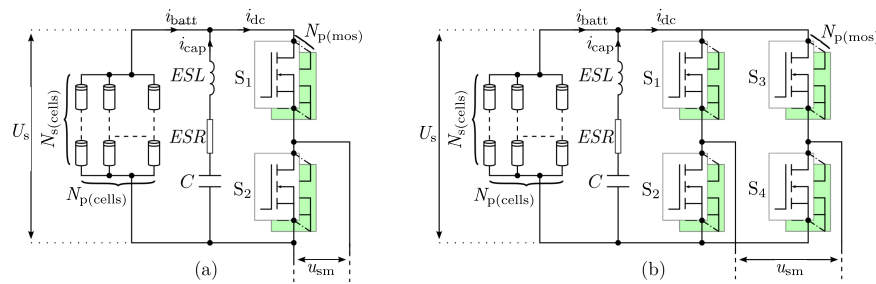 i_batt i_dc
N_p(mos)
i_cap
ESL
S_1
N_s(cells)
U_s
ESR
C
S_2
N_p(cells)
u_sm
(a)
i_batt i_dc
N_p(mos)
i_cap
ESL
S_1
S_3
N_s(cells)
U_s
ESR
C
S_2
S_4
N_p(cells)
u_sm
(b)